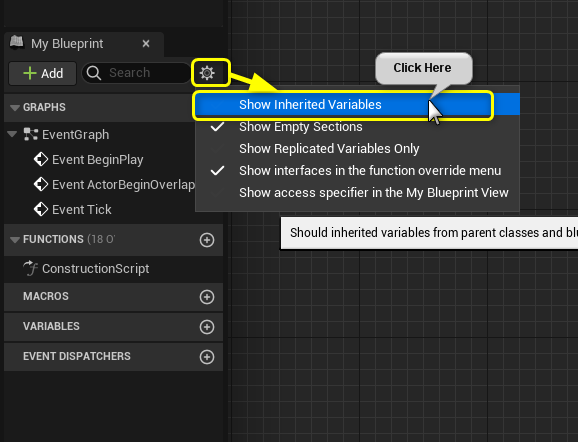 My Blueprint
Add
Search
Click Here
Show Inherited Variables
Show Empty Sections
Show Replicated Variables Only
Show interfaces in the function override menu
Show access specifier in the My Blueprint View
Should inherited variables from parent classes and blu
GRAPHS
EventGraph
Event BeginPlay
Event ActorBeginOverlap
Event Tick
FUNCTIONS (18 O
ConstructionScript
MACROS
VARIABLES
EVENT DISPATCHERS